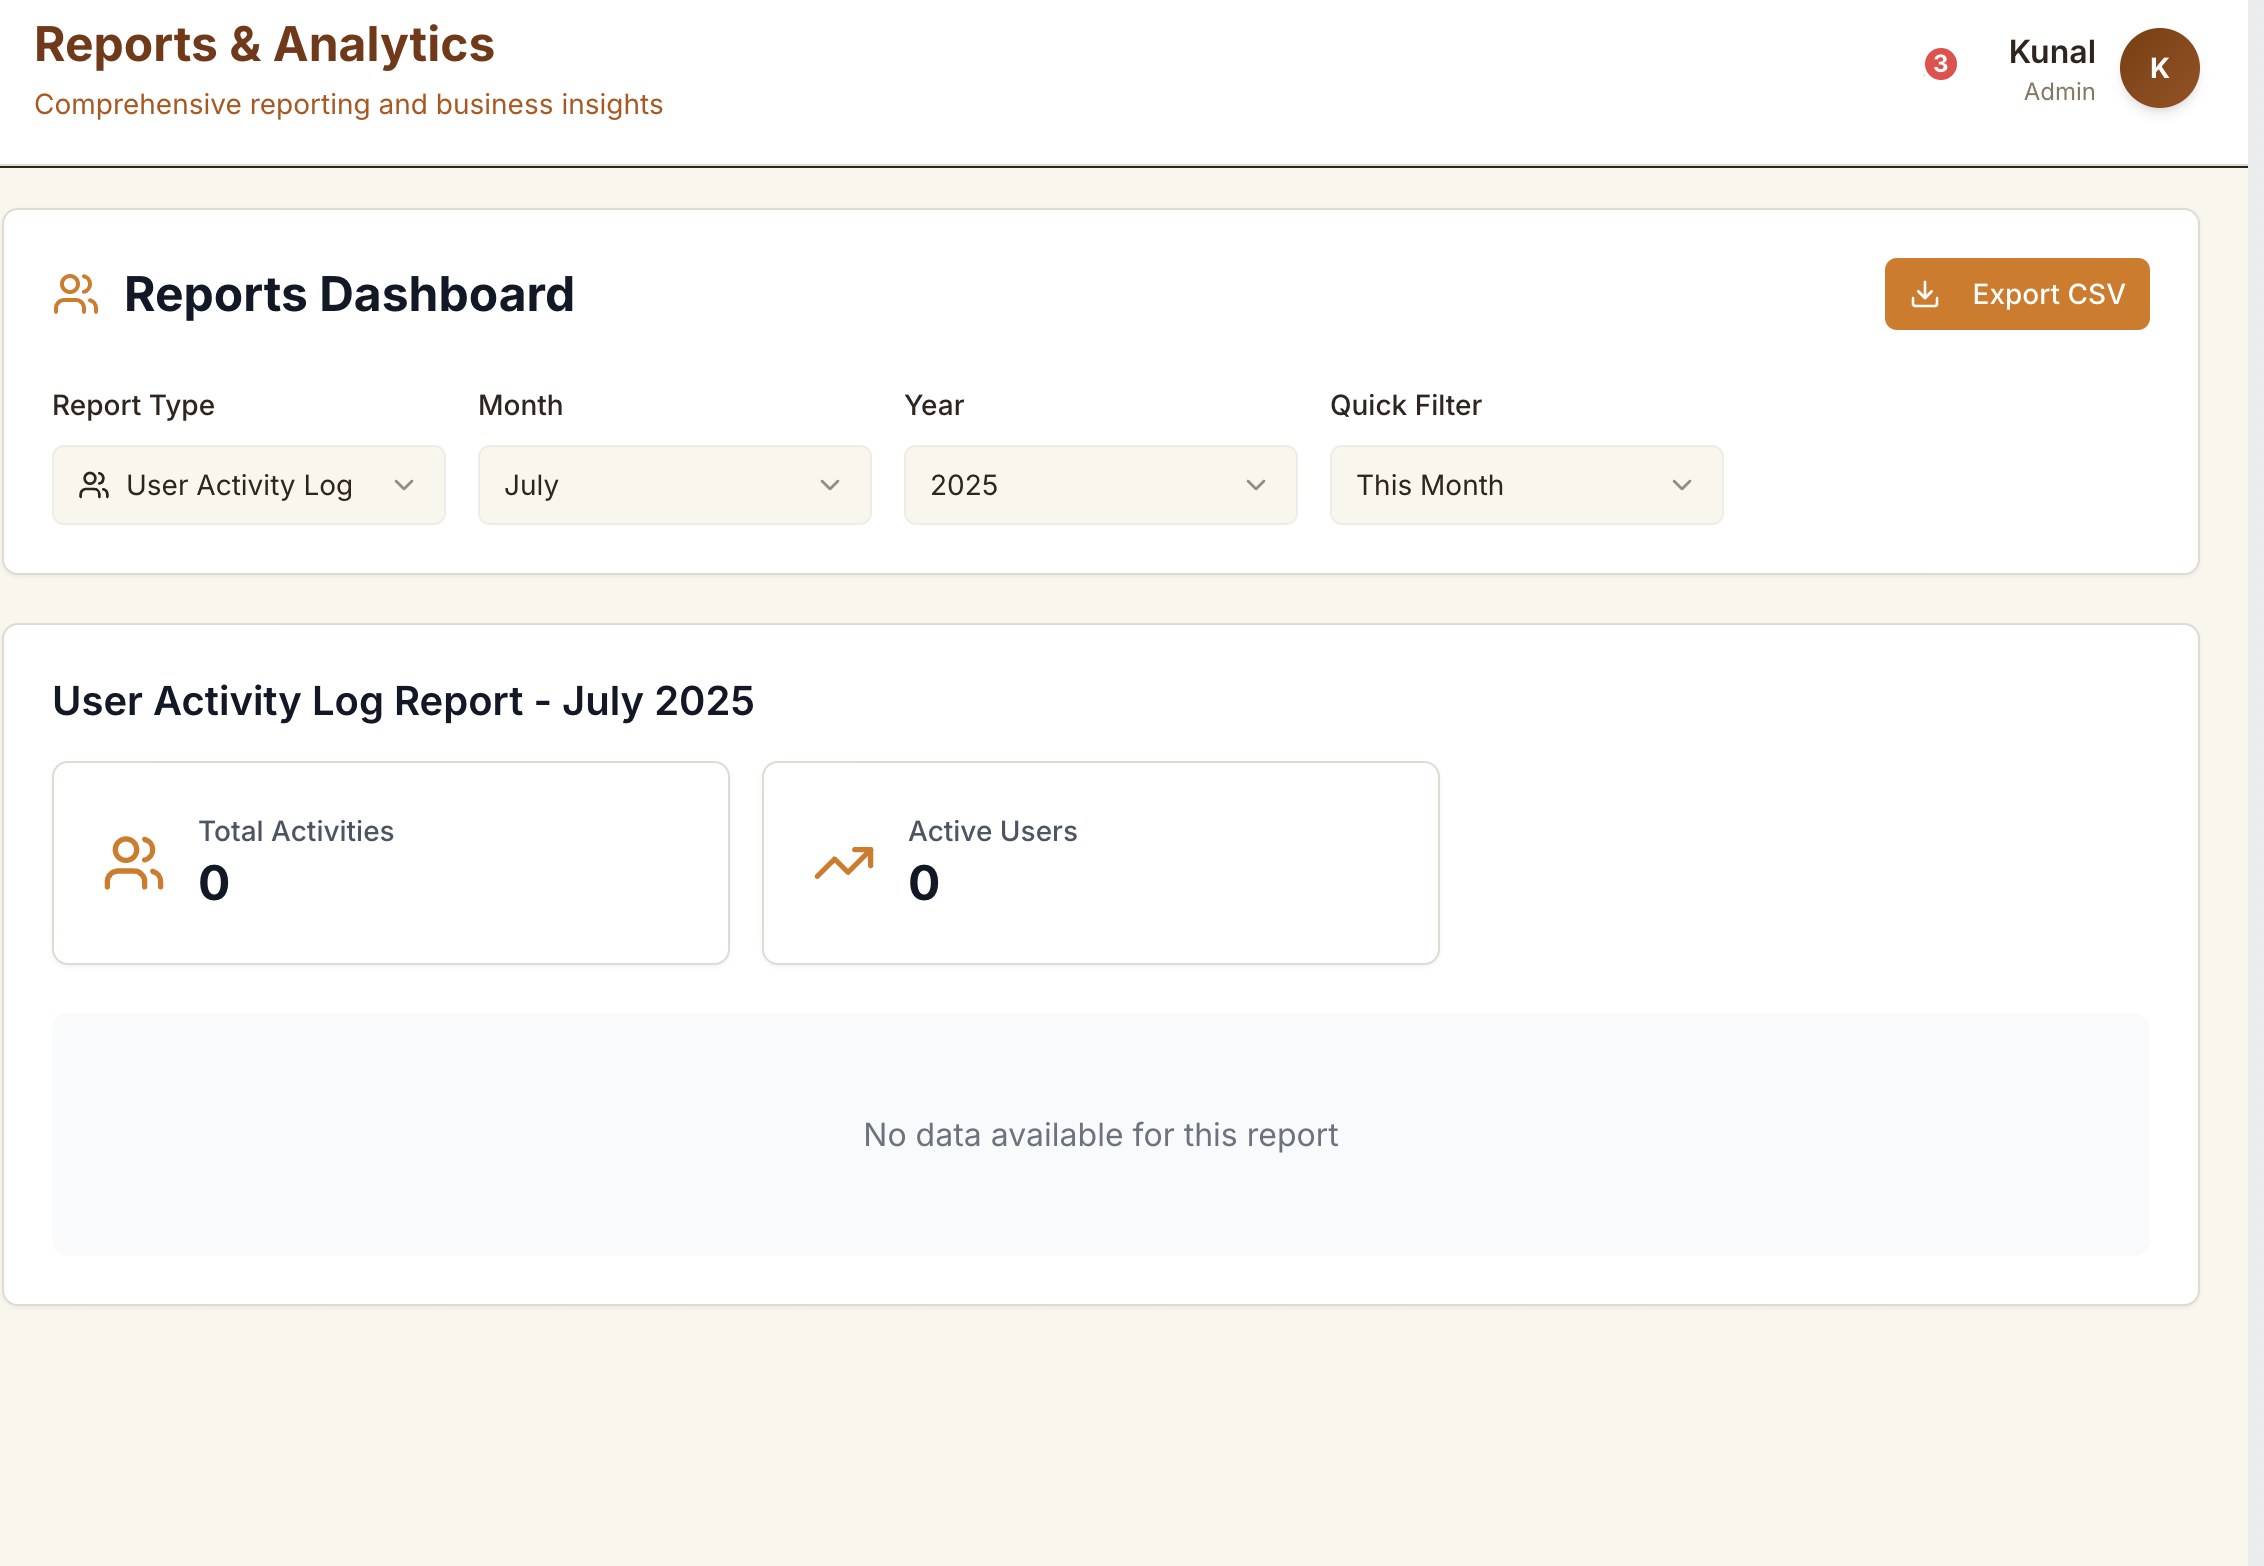 Reports & Analytics
Comprehensive reporting and business insights
3
Kunal
Admin
K
Reports Dashboard
Export CSV
Report Type
Month
Year
Quick Filter
User Activity Log
July
2025
This Month
User Activity Log Report - July 2025
Total Activities
0
Active Users
0
No data available for this report